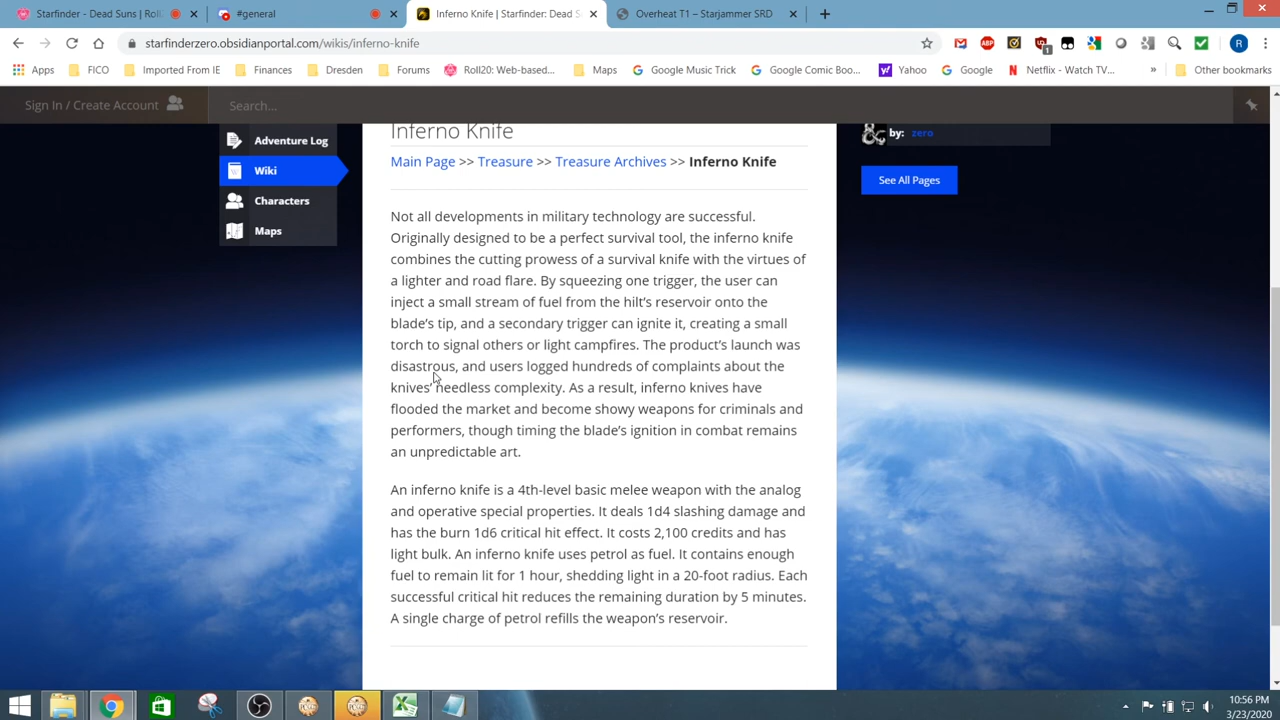 Starfinder - Dead Suns | Roll2
#general
Inferno Knife | Starfinder: Dead S
Overheat T1 – Starjammer SRD
starfinderzero.obsidianportal.com/wikis/inferno-knife
ABP
1
R
Apps
FICO
Imported From IE
Finances
Dresden
Forums
Roll20: Web-based...
Maps
Google Music Trick
Google Comic Boo...
Yahoo
Google
Netflix - Watch TV...
»
Other bookmarks
Sign In / Create Account
Search...
Adventure Log
Wiki
Characters
Maps
Inferno Knife
Main Page >> Treasure >> Treasure Archives >> Inferno Knife
Not all developments in military technology are successful.
Originally designed to be a perfect survival tool, the inferno knife
combines the cutting prowess of a survival knife with the virtues of
a lighter and road flare. By squeezing one trigger, the user can
inject a small stream of fuel from the hilt's reservoir onto the
blade's tip, and a secondary trigger can ignite it, creating a small
torch to signal others or light campfires. The product's launch was
disastrous, and users logged hundreds of complaints about the
knives' needless complexity. As a result, inferno knives have
flooded the market and become showy weapons for criminals and
performers, though timing the blade's ignition in combat remains
an unpredictable art.
An inferno knife is a 4th-level basic melee weapon with the analog
and operative special properties. It deals 1d4 slashing damage and
has the burn 1d6 critical hit effect. It costs 2,100 credits and has
light bulk. An inferno knife uses petrol as fuel. It contains enough
fuel to remain lit for 1 hour, shedding light in a 20-foot radius. Each
successful critical hit reduces the remaining duration by 5 minutes.
A single charge of petrol refills the weapon's reservoir.
by: zero
See All Pages
10:56 PM
3/23/2020